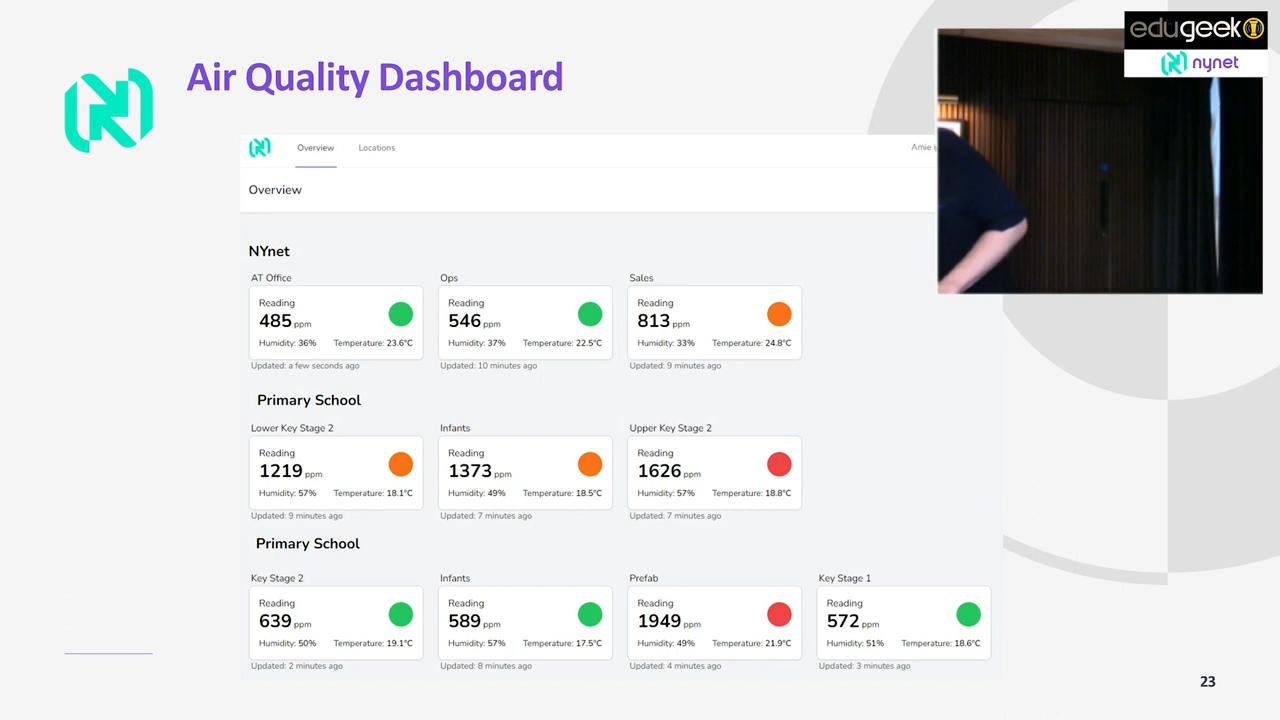 edugeek
nynet
Air Quality Dashboard
Overview Locations Amie
Overview
NYnet
AT Office Ops Sales
Reading Reading Reading
485 ppm 546 ppm 813 ppm
Humidity: 36% Temperature: 23.6°C Humidity: 37% Temperature: 22.5°C Humidity: 33% Temperature: 24.8°C
Updated: a few seconds ago Updated: 10 minutes ago Updated: 9 minutes ago
Primary School
Lower Key Stage 2 Infants Upper Key Stage 2
Reading Reading Reading
1219 ppm 1373 ppm 1626 ppm
Humidity: 57% Temperature: 18.1°C Humidity: 49% Temperature: 18.5°C Humidity: 57% Temperature: 18.8°C
Updated: 9 minutes ago Updated: 7 minutes ago Updated: 7 minutes ago
Primary School
Key Stage 2 Infants Prefab Key Stage 1
Reading Reading Reading Reading
639 ppm 589 ppm 1949 ppm 572 ppm
Humidity: 50% Temperature: 19.1°C Humidity: 57% Temperature: 17.5°C Humidity: 49% Temperature: 21.9°C Humidity: 51% Temperature: 18.6°C
Updated: 2 minutes ago Updated: 8 minutes ago Updated: 4 minutes ago Updated: 3 minutes ago
23